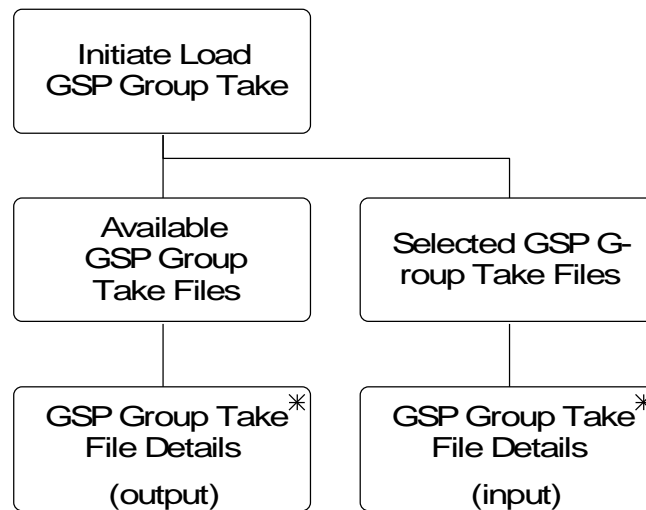 Initiate Load
GSP Group Take
Available
GSP Group
Take Files
Selected GSP G-
roup Take Files
GSP Group Take*
File Details
(output)
GSP Group Take*
File Details
(input)